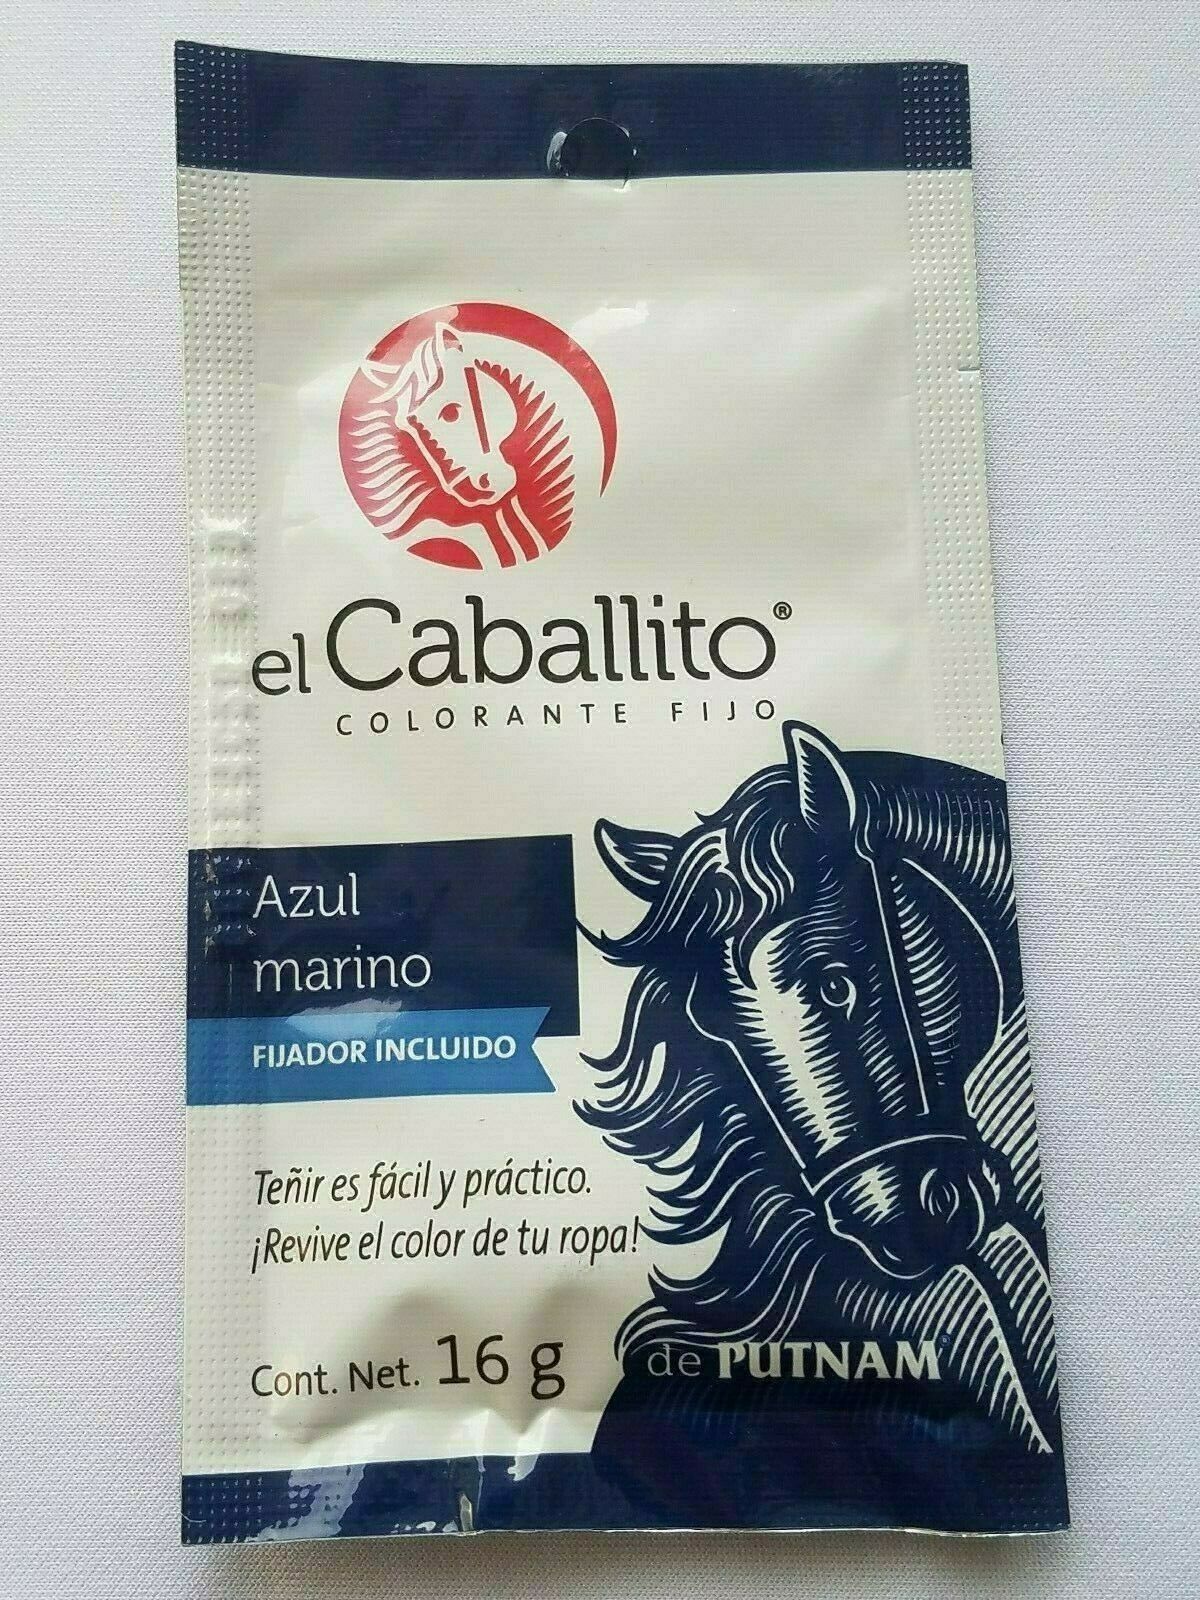 el Caballito®
COLORANTE FIJO
Azul
marino
FIJADOR INCLUIDO
Teñir es fácil y práctico.
¡Revive el color de tu ropa!
Cont. Net. 16 g
de PUTNAM®